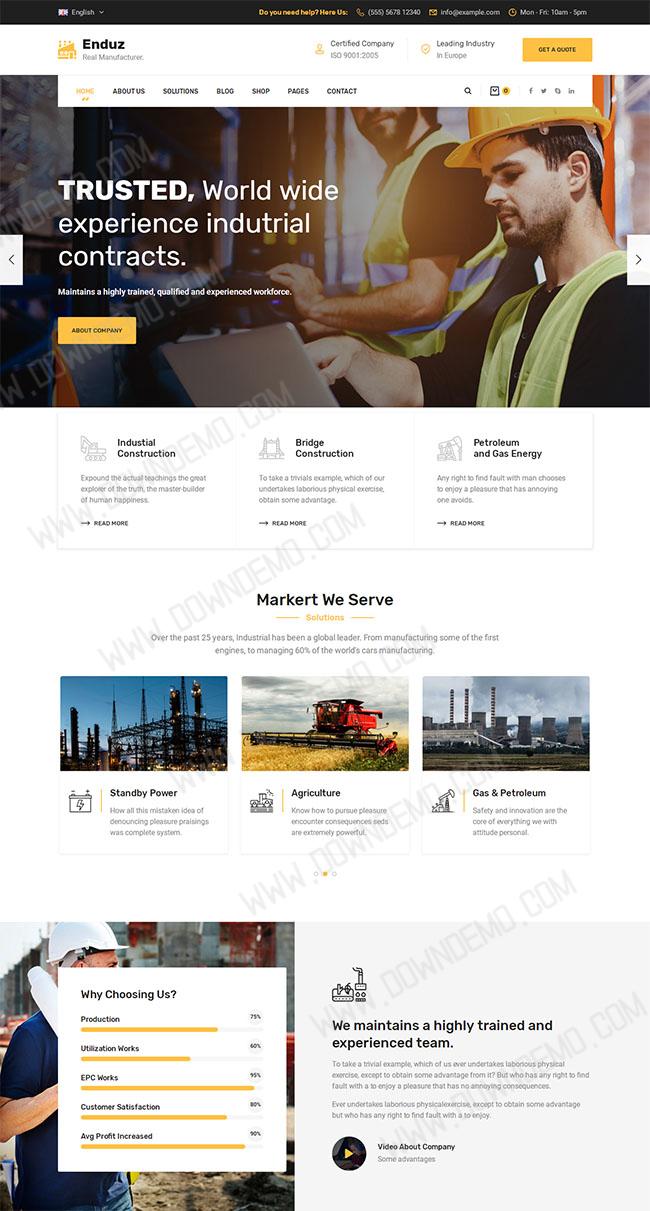 English
Do you need help? Here Us:
(555) 5678 12340
info@example.com
Mon - Fri: 10am - 5pm
Enduz
Real Manufacturer.
Certified Company
ISO 9001:2005
Leading Industry
In Europe
GET A QUOTE
HOME
ABOUT US
SOLUTIONS
BLOG
SHOP
PAGES
CONTACT
0
TRUSTED, World wide
experience indutrial
contracts.
Maintains a highly trained, qualified and experienced workforce.
ABOUT COMPANY
WWW.DOWNDEMO.COM
Industial
Construction
Expound the actual teachings the great
explorer of the truth, the master-builder
of human happiness.
READ MORE
Bridge
Construction
To take a trivials example, which of our
undertakes laborious physical exercise,
obtain some advantage.
READ MORE
Petroleum
and Gas Energy
Any right to find fault with man chooses
to enjoy a pleasure that has annoying
one avoids.
READ MORE
WWW.DOWNDEMO.COM
Markert We Serve
Solutions
Over the past 25 years, Industrial has been a global leader. From manufacturing some of the first
engines, to managing 60% of the world's cars manufacturing.
WWW.DOWNDEMO.COM
Standby Power
How all this mistaken idea of
denouncing pleasure praisings
was complete system.
Agriculture
Know how to pursue pleasure
encounter consequences seds
are extremely powerful.
Gas & Petroleum
Safety and innovation are the
core of everything we with
attitude personal.
WWW.DOWNDEMO.COM
Why Choosing Us?
Production
75%
Utilization Works
60%
EPC Works
95%
Customer Satisfaction
80%
Avg Profit Increased
90%
We maintains a highly trained and
experienced team.
To take a trivial example, which of us ever undertakes laborious physical
exercise, except to obtain some advantage from it? But who has any right to find
fault with a to enjoy a pleasure that has no annoying consequences.
Ever undertakes laborious physicalexercise, except to obtain some advantage
but who has any right to find fault with a to enjoy.
Video About Company
Some advantages
WWW.DOWNDEMO.COM